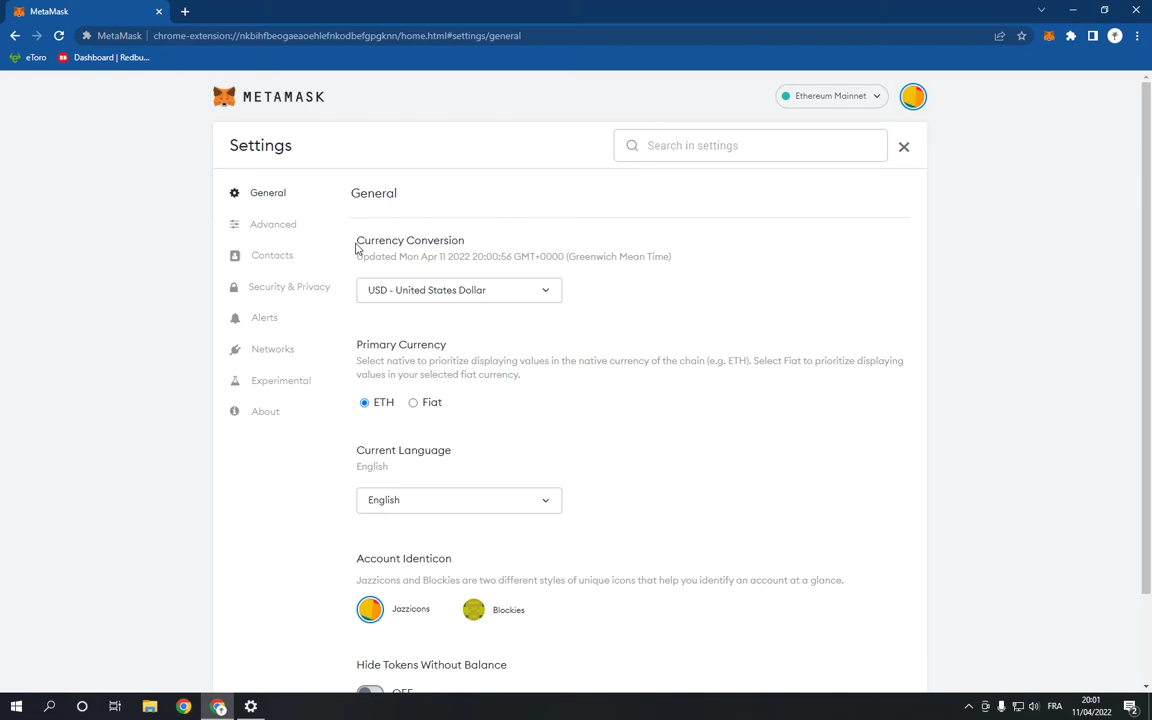 MetaMask
MetaMask
chrome-extension://nkbihfbeogaeaoehlefnkodbefgpgknn/home.html#settings/general
eToro
Dashboard | Redbu...
METAMASK
Ethereum Mainnet
Settings
Search in settings
General
Advanced
Contacts
Security & Privacy
Alerts
Networks
Experimental
About
General
Currency Conversion
Updated Mon Apr 11 2022 20:00:56 GMT+0000 (Greenwich Mean Time)
USD - United States Dollar
Primary Currency
Select native to prioritize displaying values in the native currency of the chain (e.g. ETH). Select Fiat to prioritize displaying
values in your selected fiat currency.
ETH
Fiat
Current Language
English
English
Account Identicon
Jazzicons and Blockies are two different styles of unique icons that help you identify an account at a glance.
Jazzicons
Blockies
Hide Tokens Without Balance
OFF
FRA
20:01
11/04/2022
2